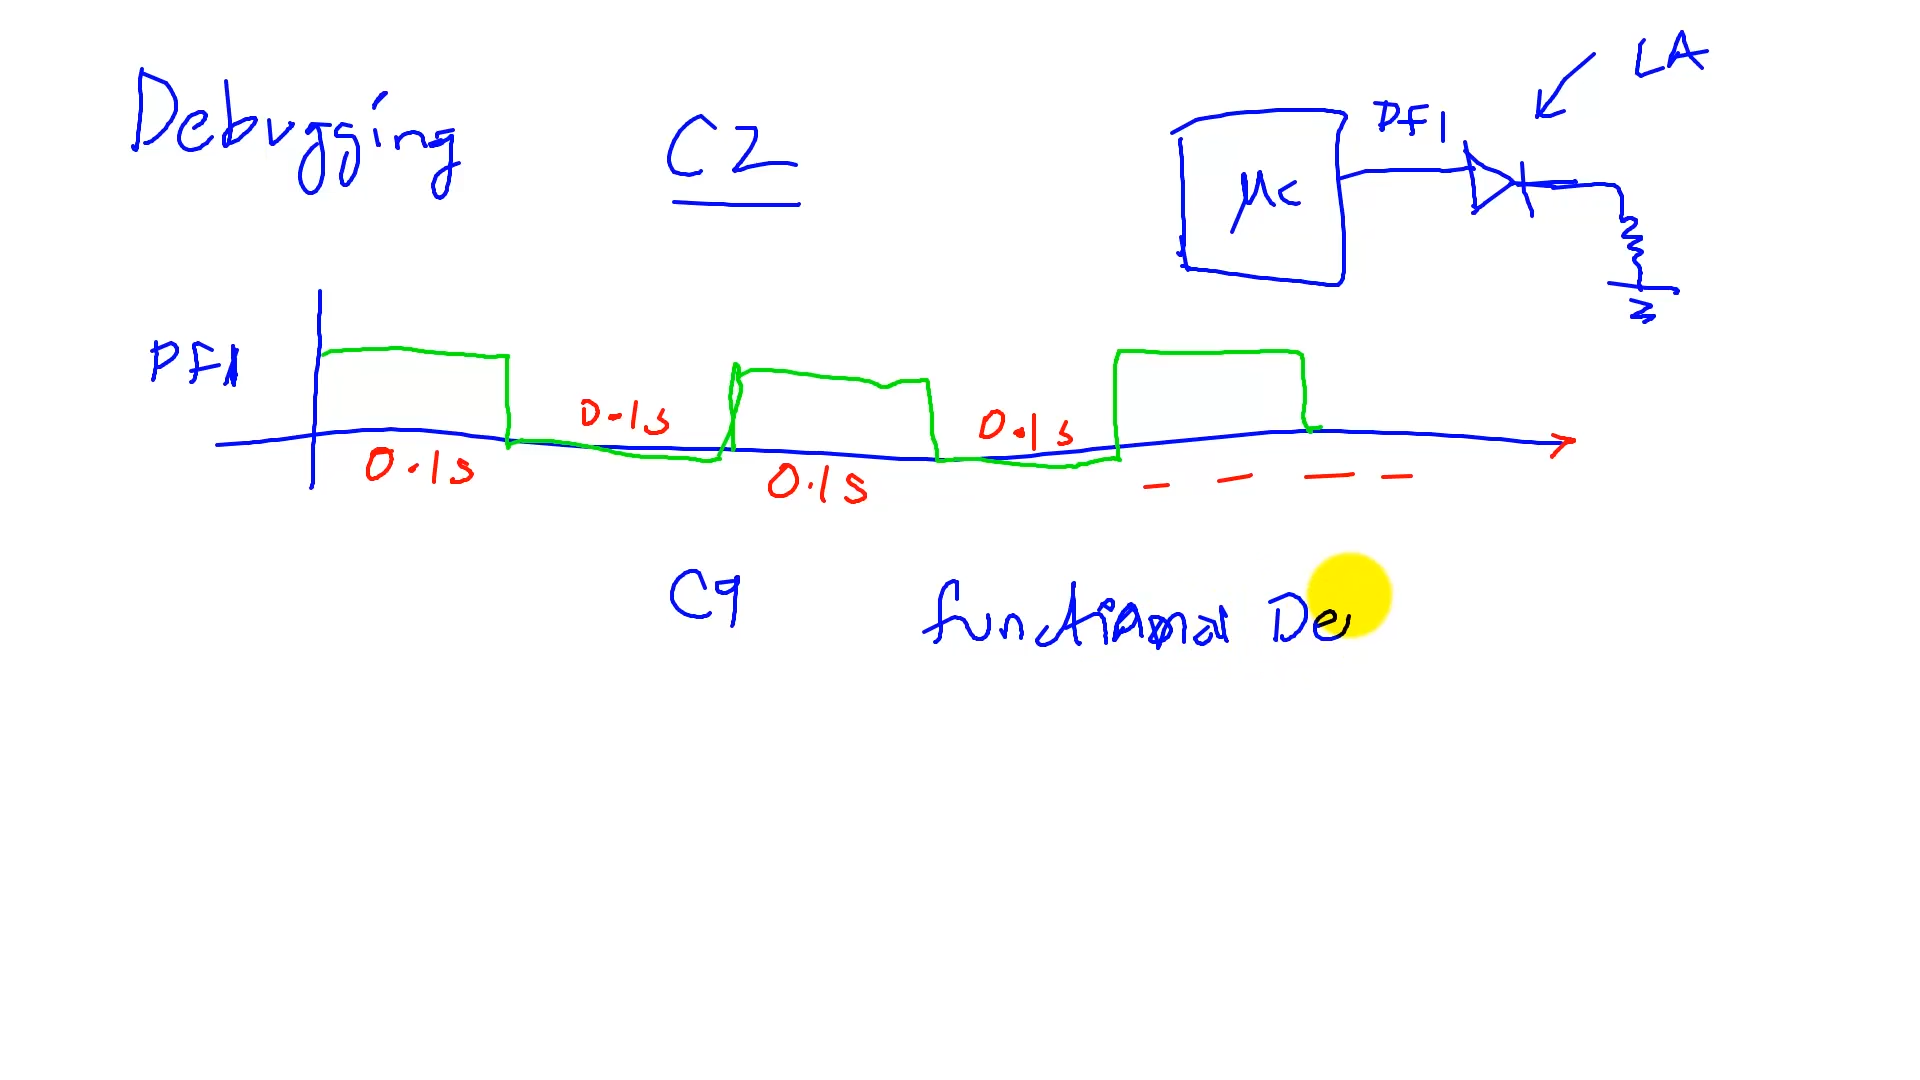 Debugging
C2
μc
PF1
LA
PF1
0.1s
0.1s
0.1s
0.1s
C9
functional De